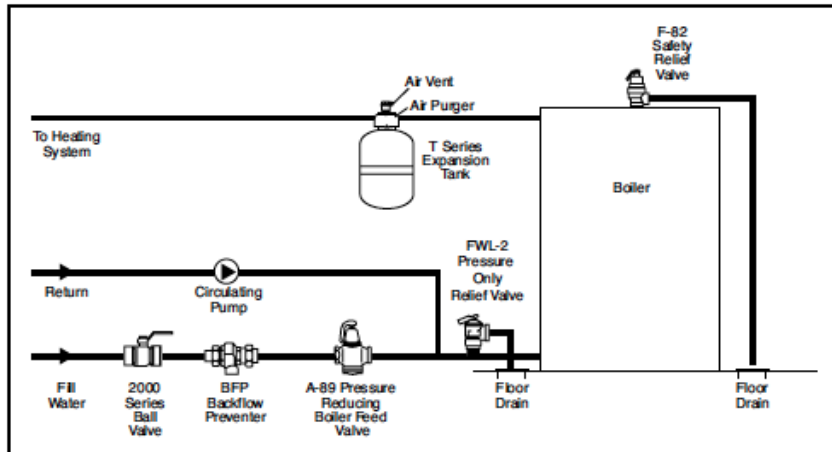 F-82
Safety
Relief
Valve
Air Vent
Air Purger
To Heating
System
T Series
Expansion
Tank
Boiler
FWL-2
Pressure
Only
Relief Valve
Return
Circulating
Pump
Fill
Water
2000
Series
Ball
Valve
BFP
Backflow
Preventer
A-89 Pressure
Reducing
Boiler Feed
Valve
Floor
Drain
Floor
Drain